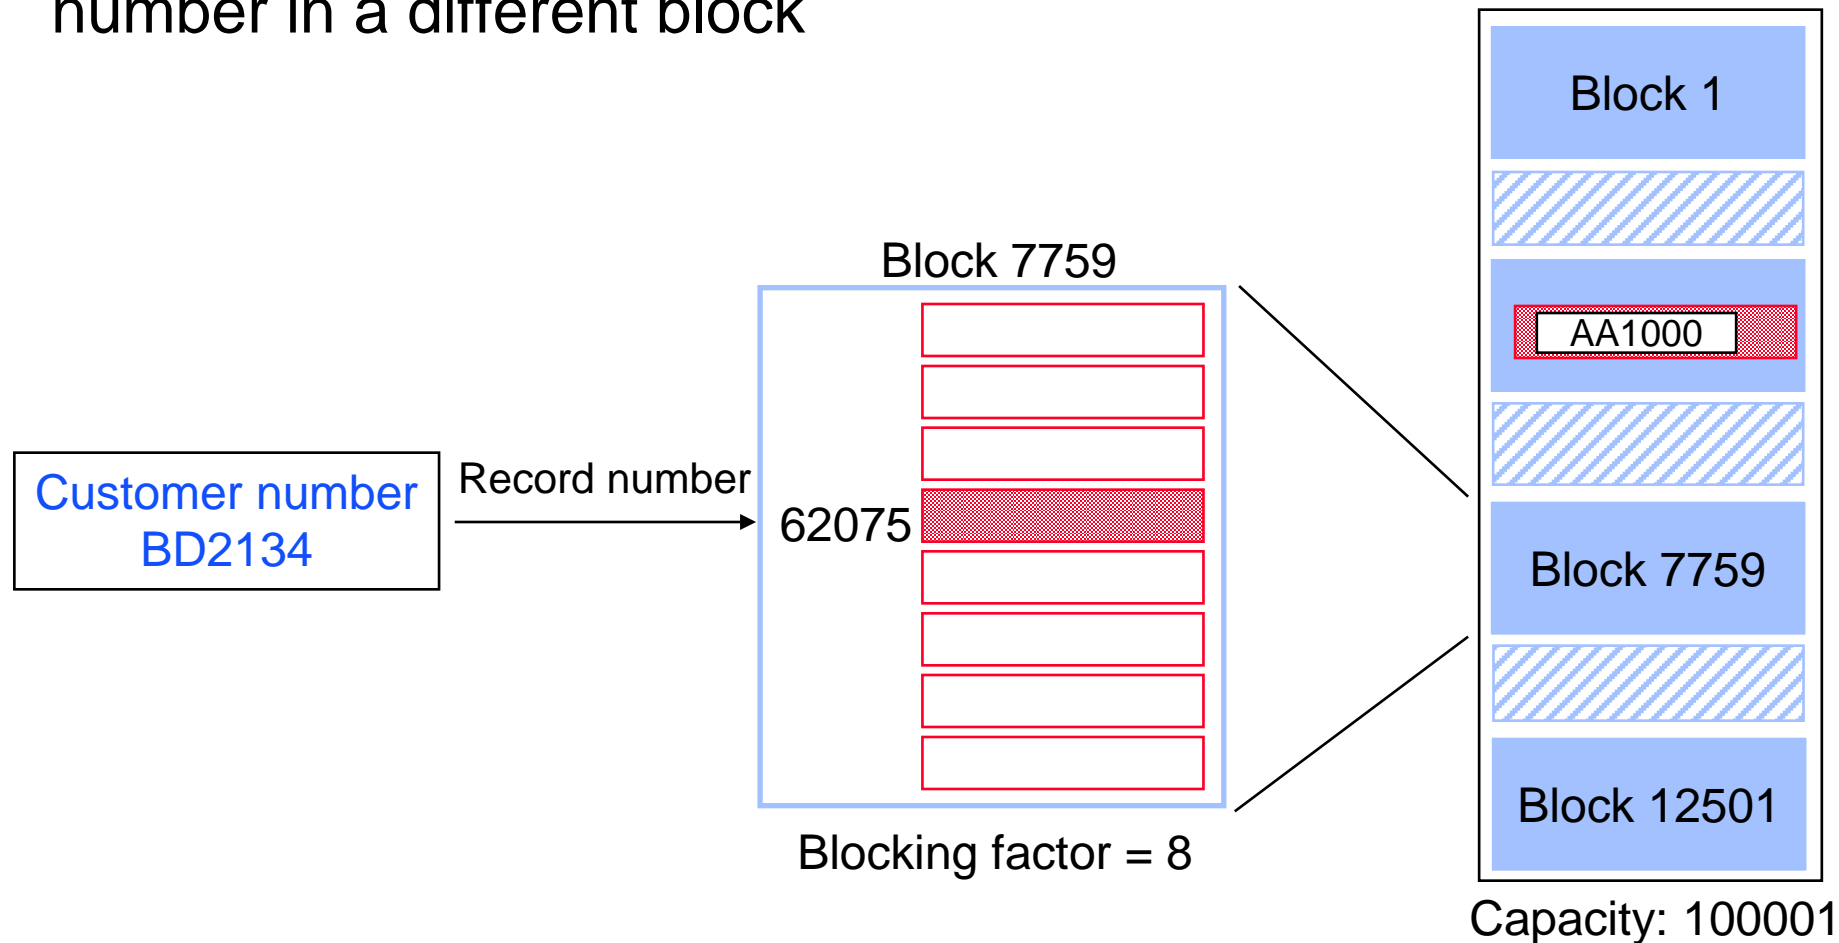 number in a different block
Block 1
Block 7759
AA1000
Customer number
BD2134
Record number
62075
Block 7759
Block 12501
Blocking factor = 8
Capacity: 100001